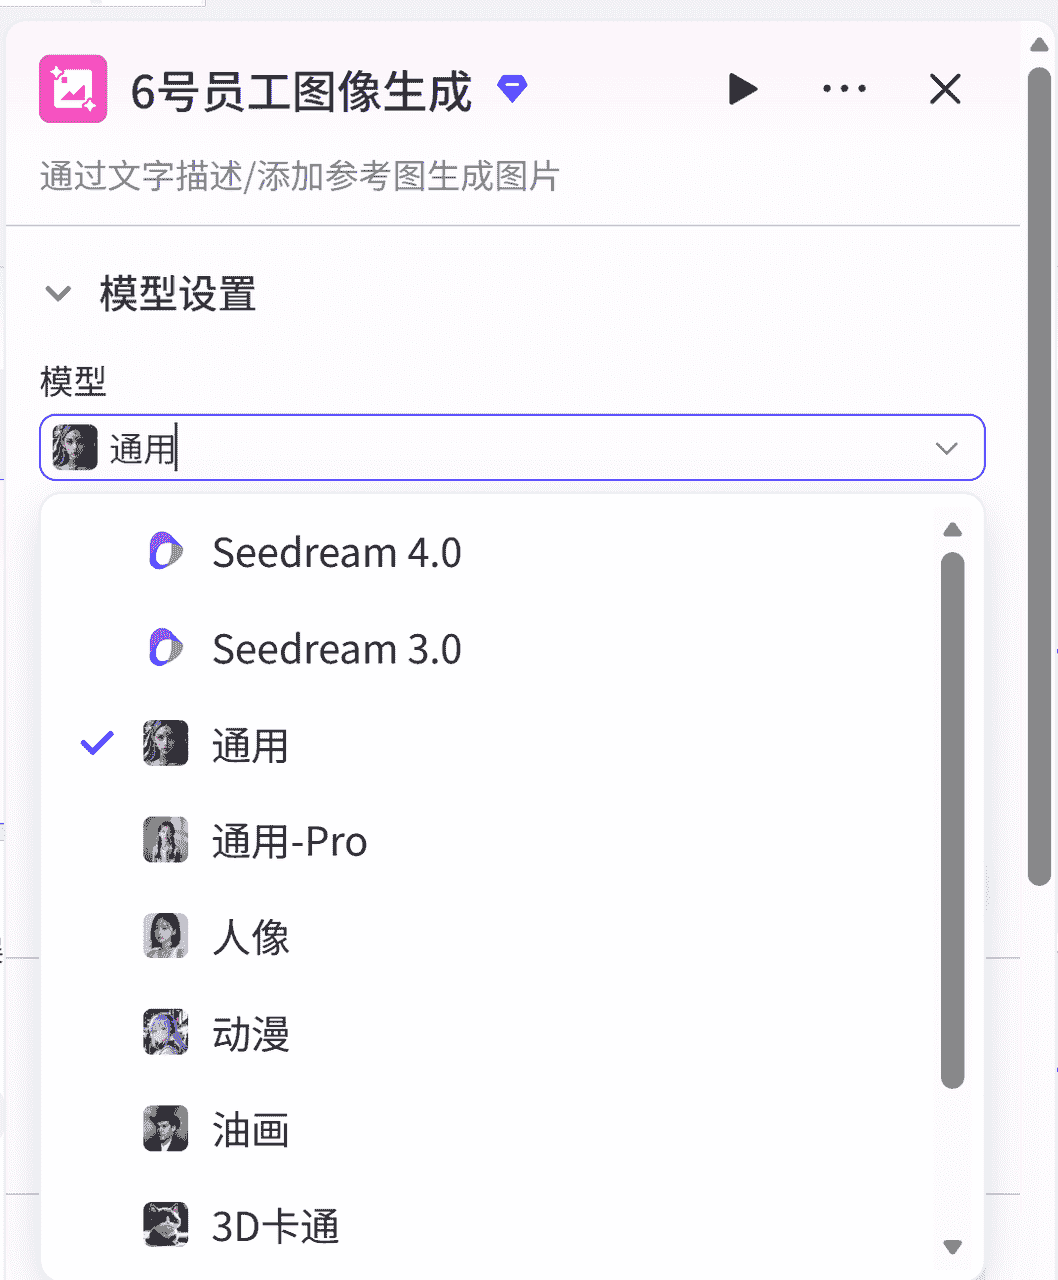 6号员工图像生成
通过文字描述/添加参考图生成图片
模型设置
模型
通用
Seedream 4.0
Seedream 3.0
通用
通用-Pro
人像
动漫
油画
3D卡通